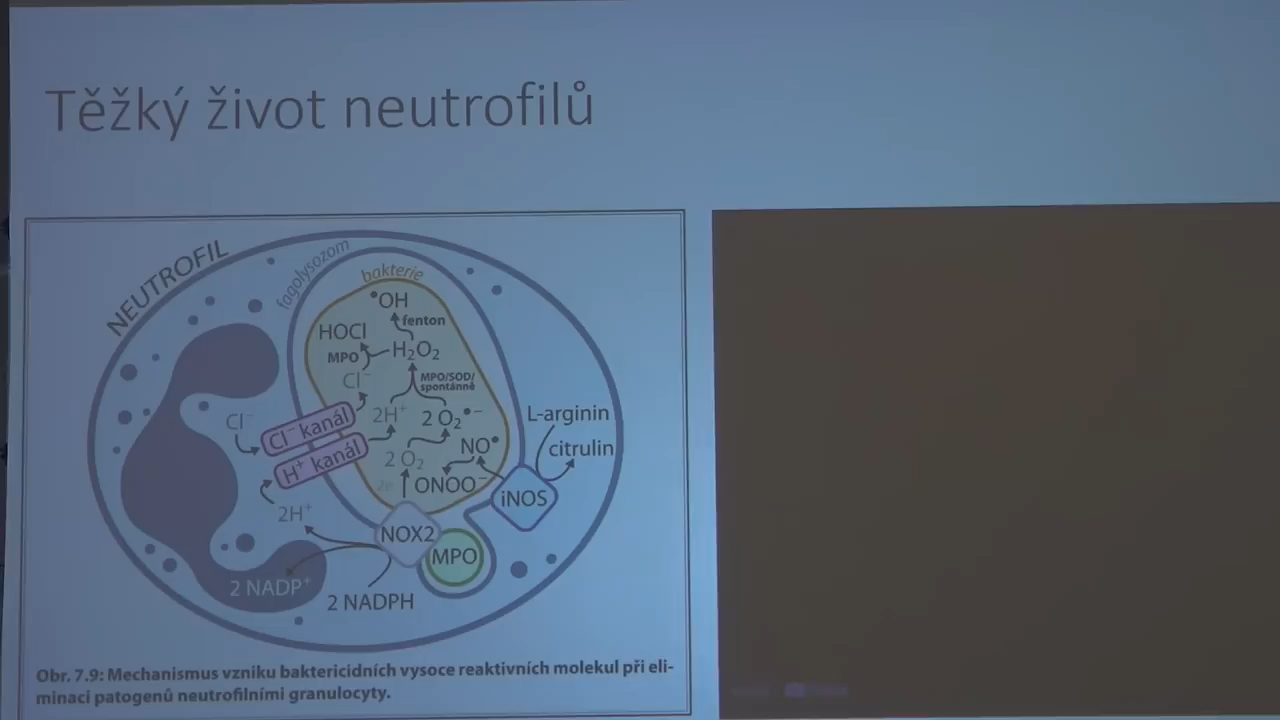 Těžký život neutrofilů
NEUTROFIL
fagolysozom
bakterie
•OH
fenton
HOCl
H₂O₂
MPO
Cl⁻
MPO/SOD/
spontánně
Cl⁻
2H⁺
2 O₂•⁻
L-arginin
Cl⁻ kanál
NO•
citrulin
H⁺ kanál
2 O₂
2e⁻
ONOO⁻
iNOS
2H⁺
NOX2
MPO
2 NADP⁺
2 NADPH
Obr. 7.9: Mechanismus vzniku baktericidních vysoce reaktivních molekul při eli-
minaci patogenů neutrofilními granulocyty.